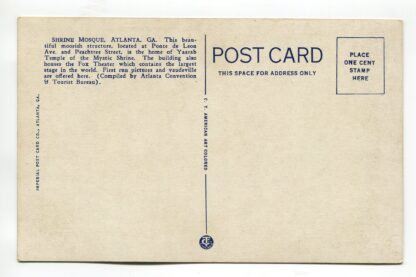 SHRINE MOSQUE, ATLANTA, GA. This beau-
tiful moorish structure, located at Ponce de Leon
Ave. and Peachtree Street, is the home of Yaarab
Temple of the Mystic Shrine. The building also
houses the Fox Theatre which contains the largest
stage in the world. First run pictures and vaudeville
are offered here. (Compiled by Atlanta Convention
& Tourist Bureau).
IMPERIAL POST CARD CO., ATLANTA, GA.
C. T. AMERICAN ART COLORED
POST CARD
THIS SPACE FOR ADDRESS ONLY
PLACE
ONE CENT
STAMP
HERE